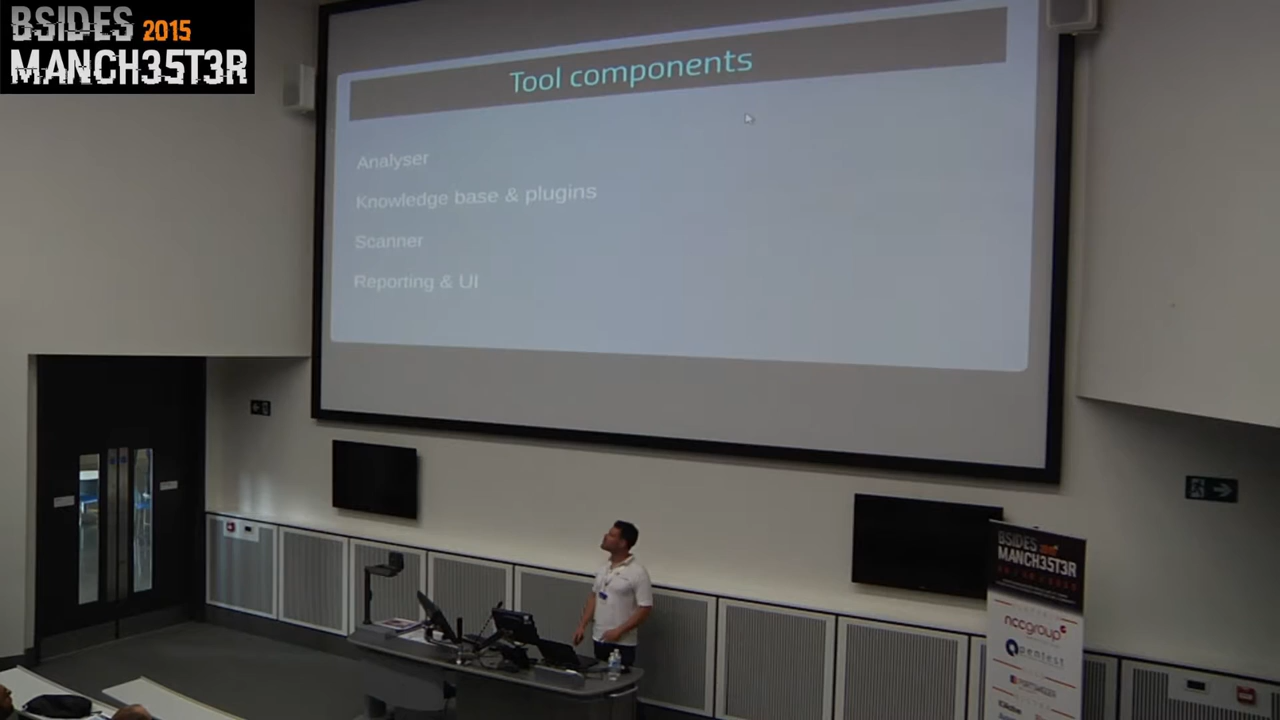 BSIDES 2015
MANCH35T3R
Tool components
Analyser
Knowledge base & plugins
Scanner
Reporting & UI
BSIDES
MANCH35T3R
nccgroup
pentest